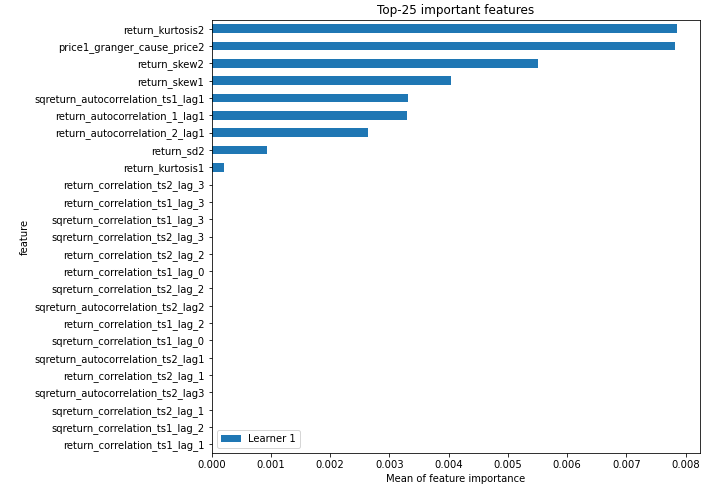 Top-25 important features
return_kurtosis2
price1_granger_cause_price2
return_skew2
return_skew1
sqreturn_autocorrelation_ts1_lag1
return_autocorrelation_1_lag1
return_autocorrelation_2_lag1
return_sd2
return_kurtosis1
return_correlation_ts2_lag_3
return_correlation_ts1_lag_3
sqreturn_correlation_ts1_lag_3
sqreturn_correlation_ts2_lag_3
return_correlation_ts2_lag_2
return_correlation_ts1_lag_0
sqreturn_correlation_ts2_lag_2
sqreturn_autocorrelation_ts2_lag2
return_correlation_ts1_lag_2
sqreturn_correlation_ts1_lag_0
sqreturn_autocorrelation_ts2_lag1
return_correlation_ts2_lag_1
sqreturn_autocorrelation_ts2_lag3
sqreturn_correlation_ts2_lag_1
sqreturn_correlation_ts1_lag_2
return_correlation_ts1_lag_1
feature
Learner 1
0.000 0.001 0.002 0.003 0.004 0.005 0.006 0.007 0.008
Mean of feature importance